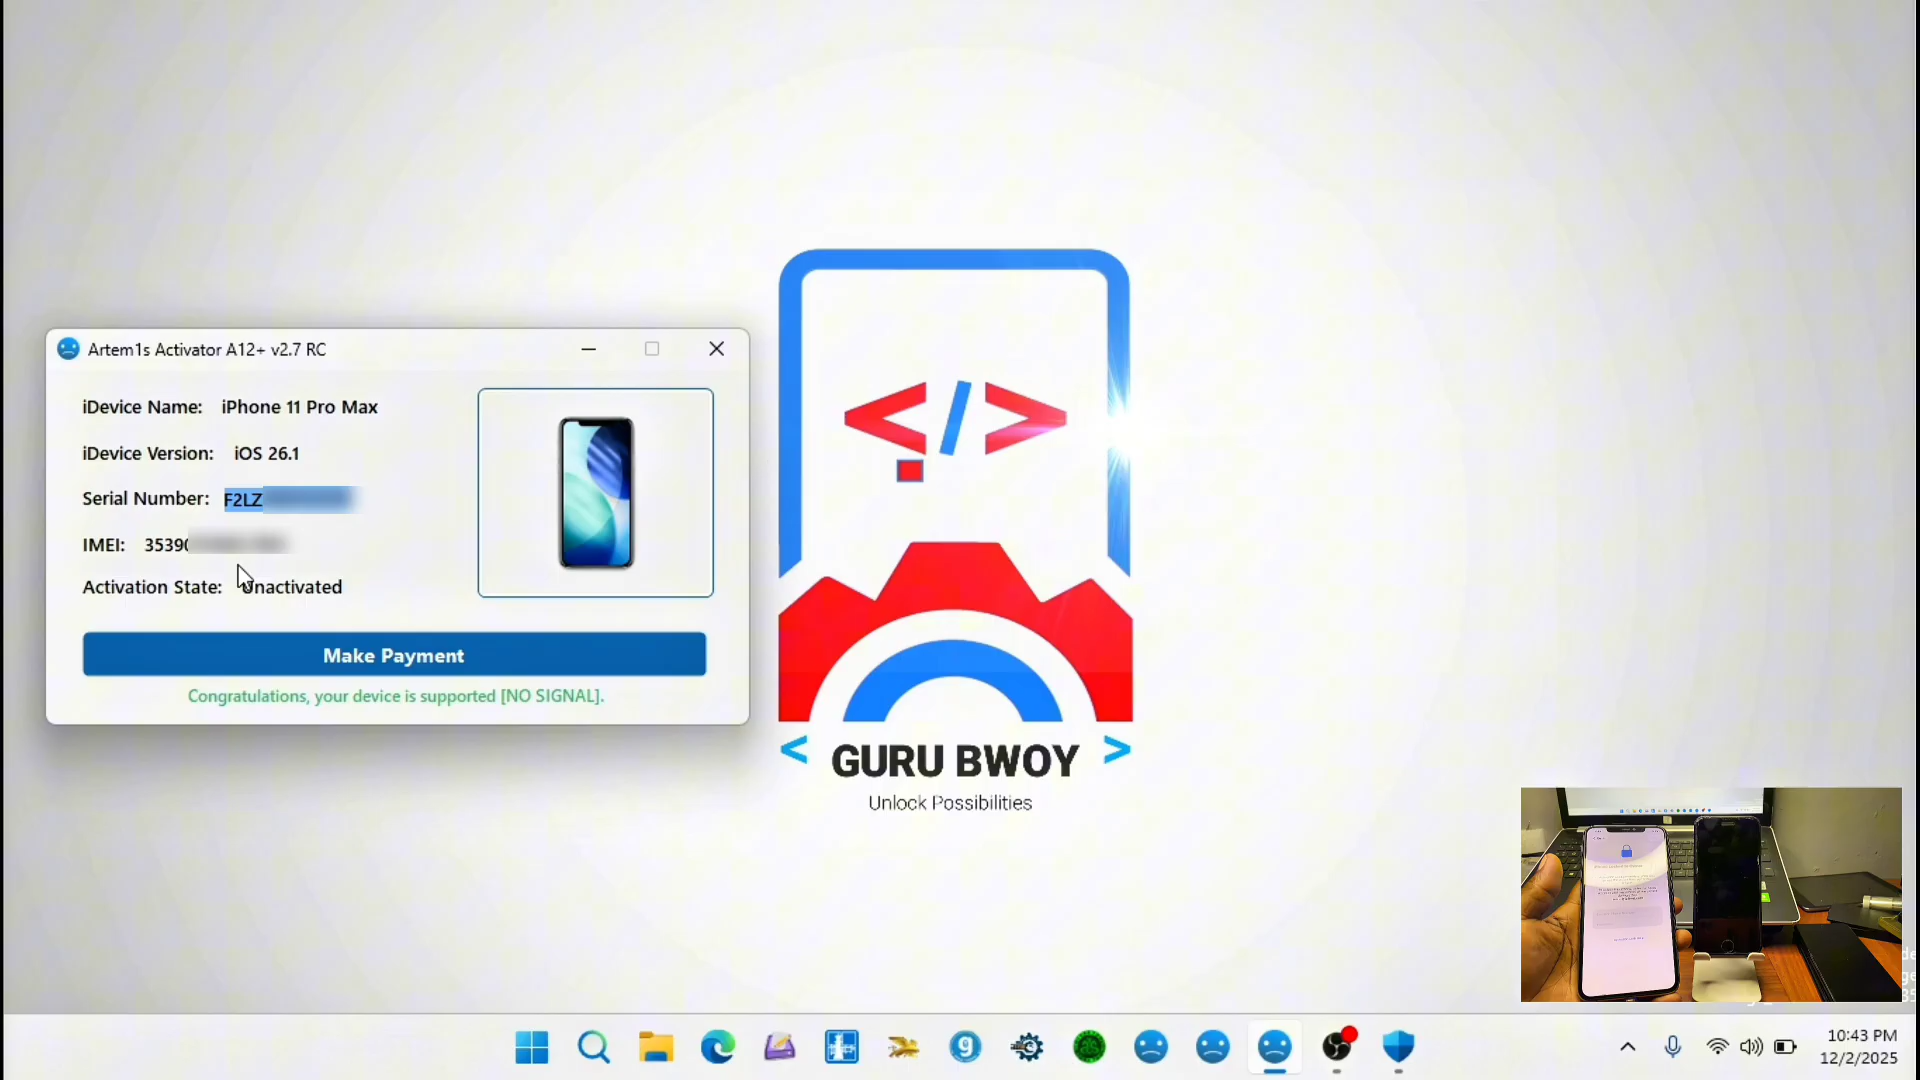 Artem1s Activator A12+ v2.7 RC
iDevice Name: iPhone 11 Pro Max
iDevice Version: iOS 26.1
Serial Number: F2LZ
IMEI: 3539
Activation State: Unactivated
Make Payment
Congratulations, your device is supported [NO SIGNAL].
</>
< GURU BWOY >
Unlock Possibilities
10:43 PM
12/2/2025